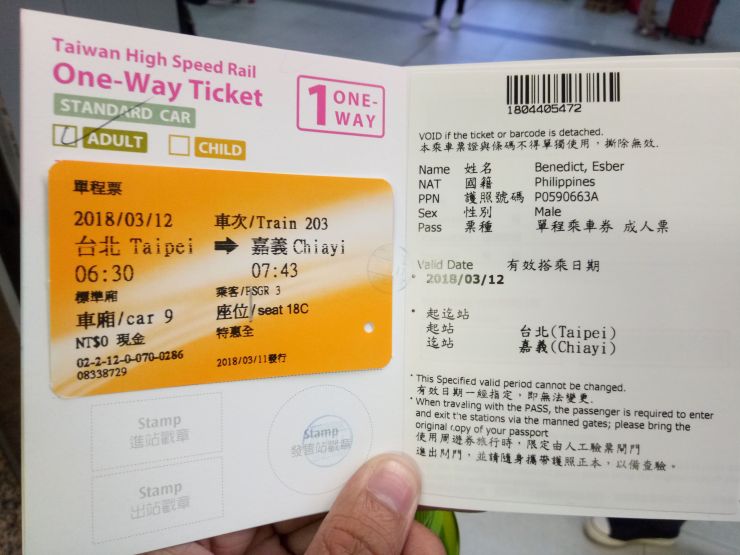 Taiwan High Speed Rail
One-Way Ticket
STANDARD CAR
ADULT
CHILD
1 ONE-WAY
單程票
2018/03/12 車次/Train 203
台北 Taipei ➡ 嘉義 Chiayi
06:30 07:43
標準廂 乘客/PSGR 3
車廂/car 9 座位/seat 18C
NT$0 現金 特惠全
02-2-12-0-070-0286
08338729 2018/03/11發行
Stamp
進站戳章
Stamp
發售站戳章
Stamp
出站戳章
1804405472
VOID if the ticket or barcode is detached.
本乘車票證與條碼不得單獨使用，撕除無效.
Name 姓名 Benedict, Esber
NAT 國籍 Philippines
PPN 護照號碼 P0590663A
Sex 性別 Male
Pass 票種 單程乘車券 成人票
Valid Date 有效搭乘日期
2018/03/12
起迄站
起站 台北(Taipei)
迄站 嘉義(Chiayi)
* This Specified valid period cannot be changed.
有效日期一經指定，即無法變更.
* When traveling with the PASS, the passenger is required to enter
and exit the stations via the manned gates; please bring the
original copy of your passport
使用周遊券旅行時，限定由人工驗票閘門
進出閘門，並請隨身攜帶護照正本，以備查驗。